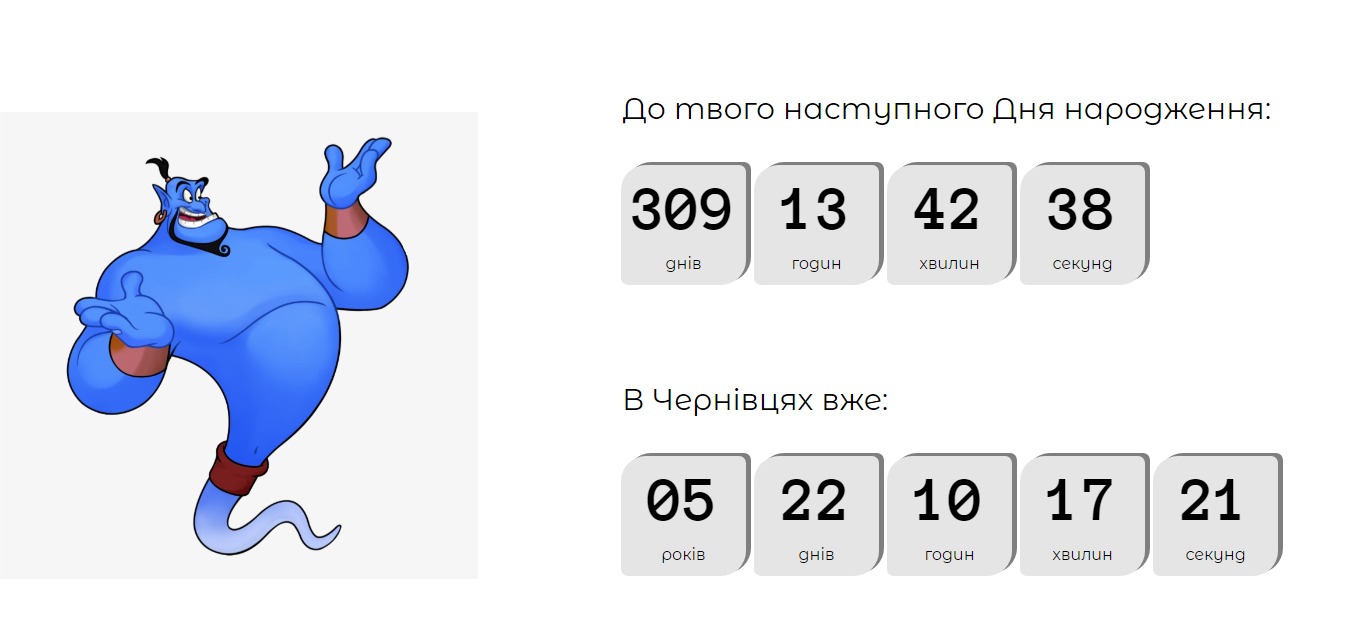 До твого наступного Дня народження:
309 13 42 38
днів годин хвилин секунд
В Чернівцях вже:
05 22 10 17 21
років днів годин хвилин секунд